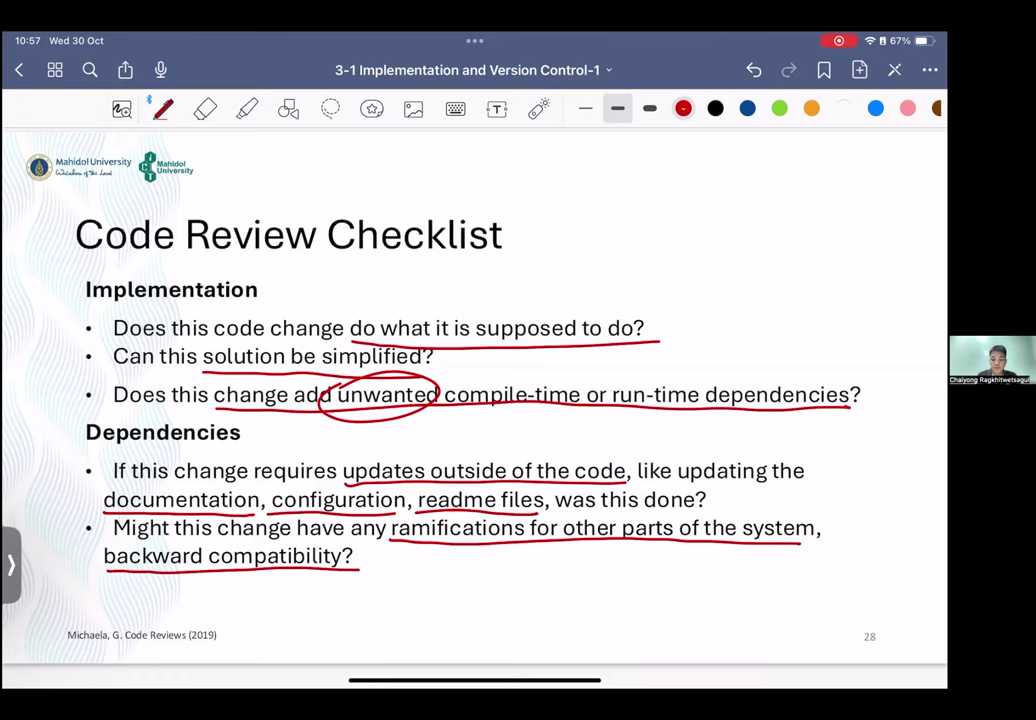 10:57 Wed 30 Oct
67%
3-1 Implementation and Version Control-1
Mahidol University
Wisdom of the Land
Mahidol
University
Code Review Checklist
Implementation
• Does this code change do what it is supposed to do?
• Can this solution be simplified?
• Does this change add unwanted compile-time or run-time dependencies?
Dependencies
• If this change requires updates outside of the code, like updating the
documentation, configuration, readme files, was this done?
• Might this change have any ramifications for other parts of the system,
backward compatibility?
Michaela, G. Code Reviews (2019)
28
Chaiyong Ragkhitwetsagul